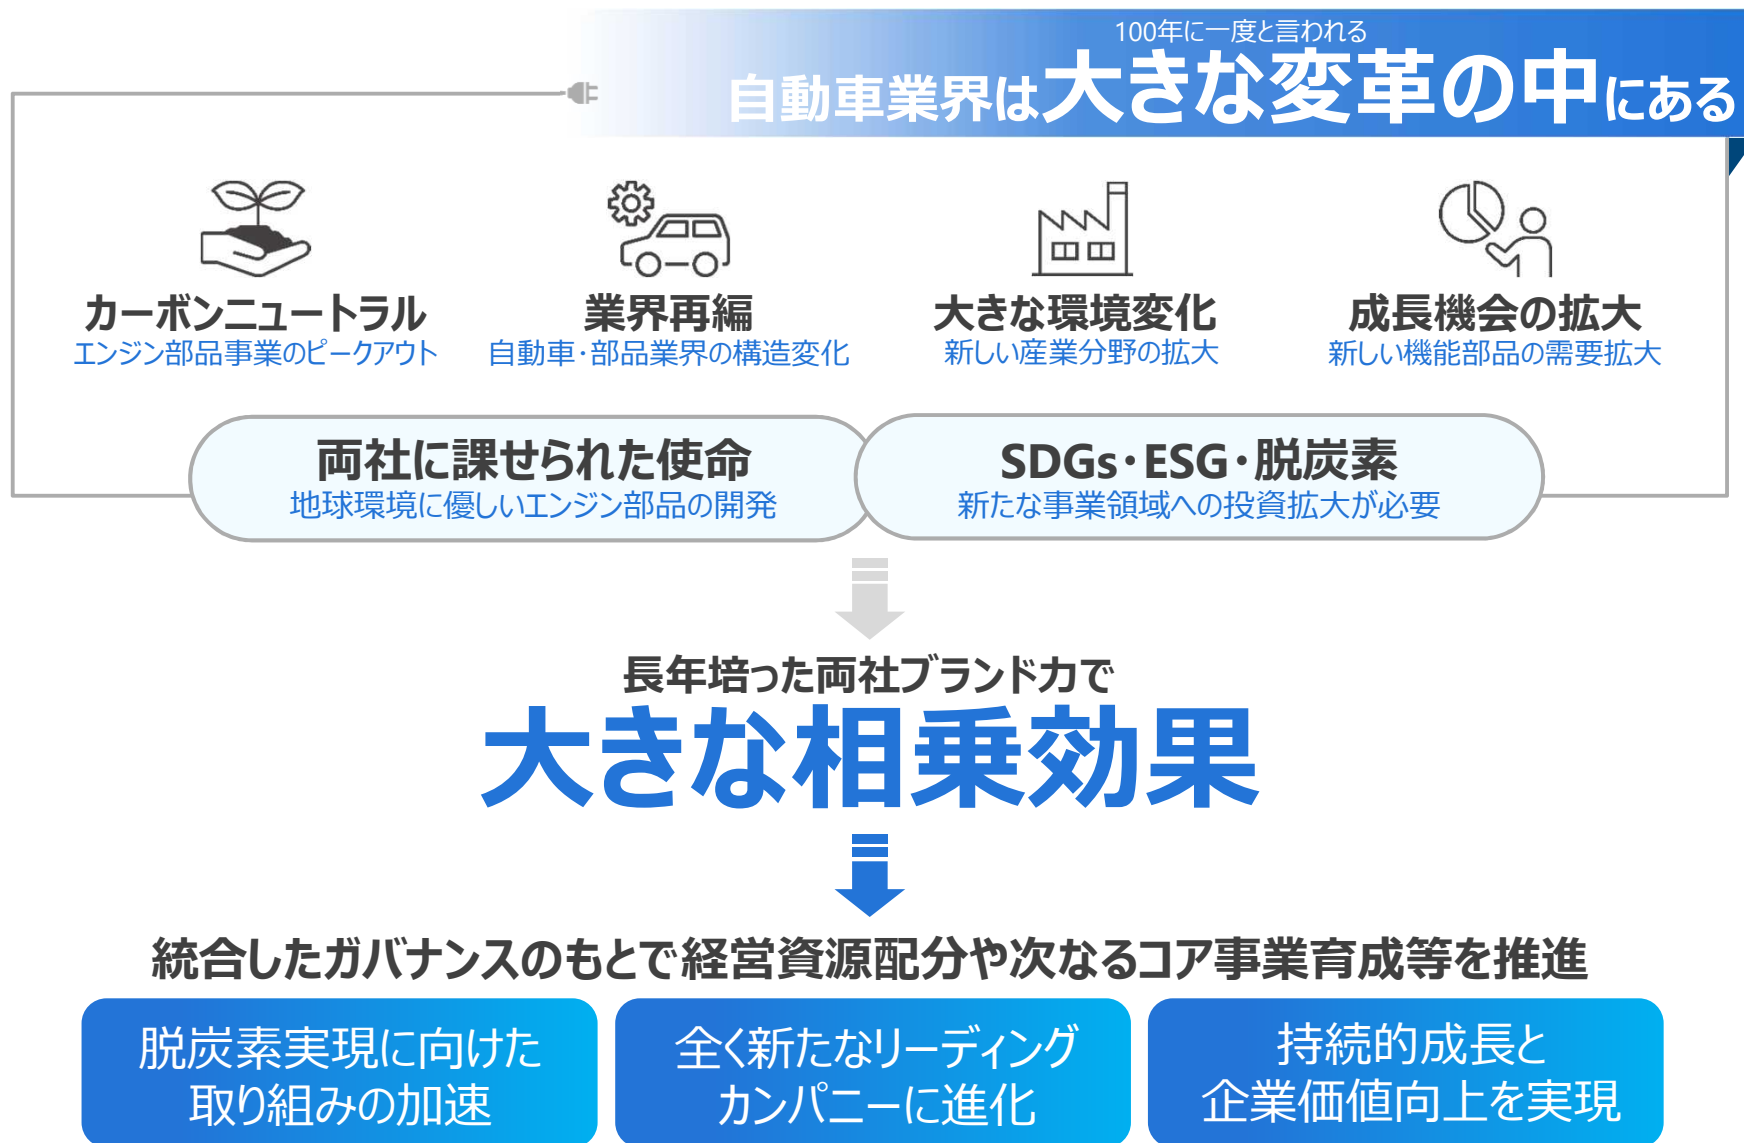 100年に一度と言われる
自動車業界は大きな変革の中にある
カーボンニュートラル
エンジン部品事業のピークアウト
業界再編
自動車・部品業界の構造変化
大きな環境変化
新しい産業分野の拡大
成長機会の拡大
新しい機能部品の需要拡大
両社に課せられた使命
地球環境に優しいエンジン部品の開発
SDGs・ESG・脱炭素
新たな事業領域への投資拡大が必要
長年培った両社ブランド力で
大きな相乗効果
統合したガバナンスのもとで経営資源配分や次なるコア事業育成等を推進
脱炭素実現に向けた
取り組みの加速
全く新たなリーディング
カンパニーに進化
持続的成長と
企業価値向上を実現